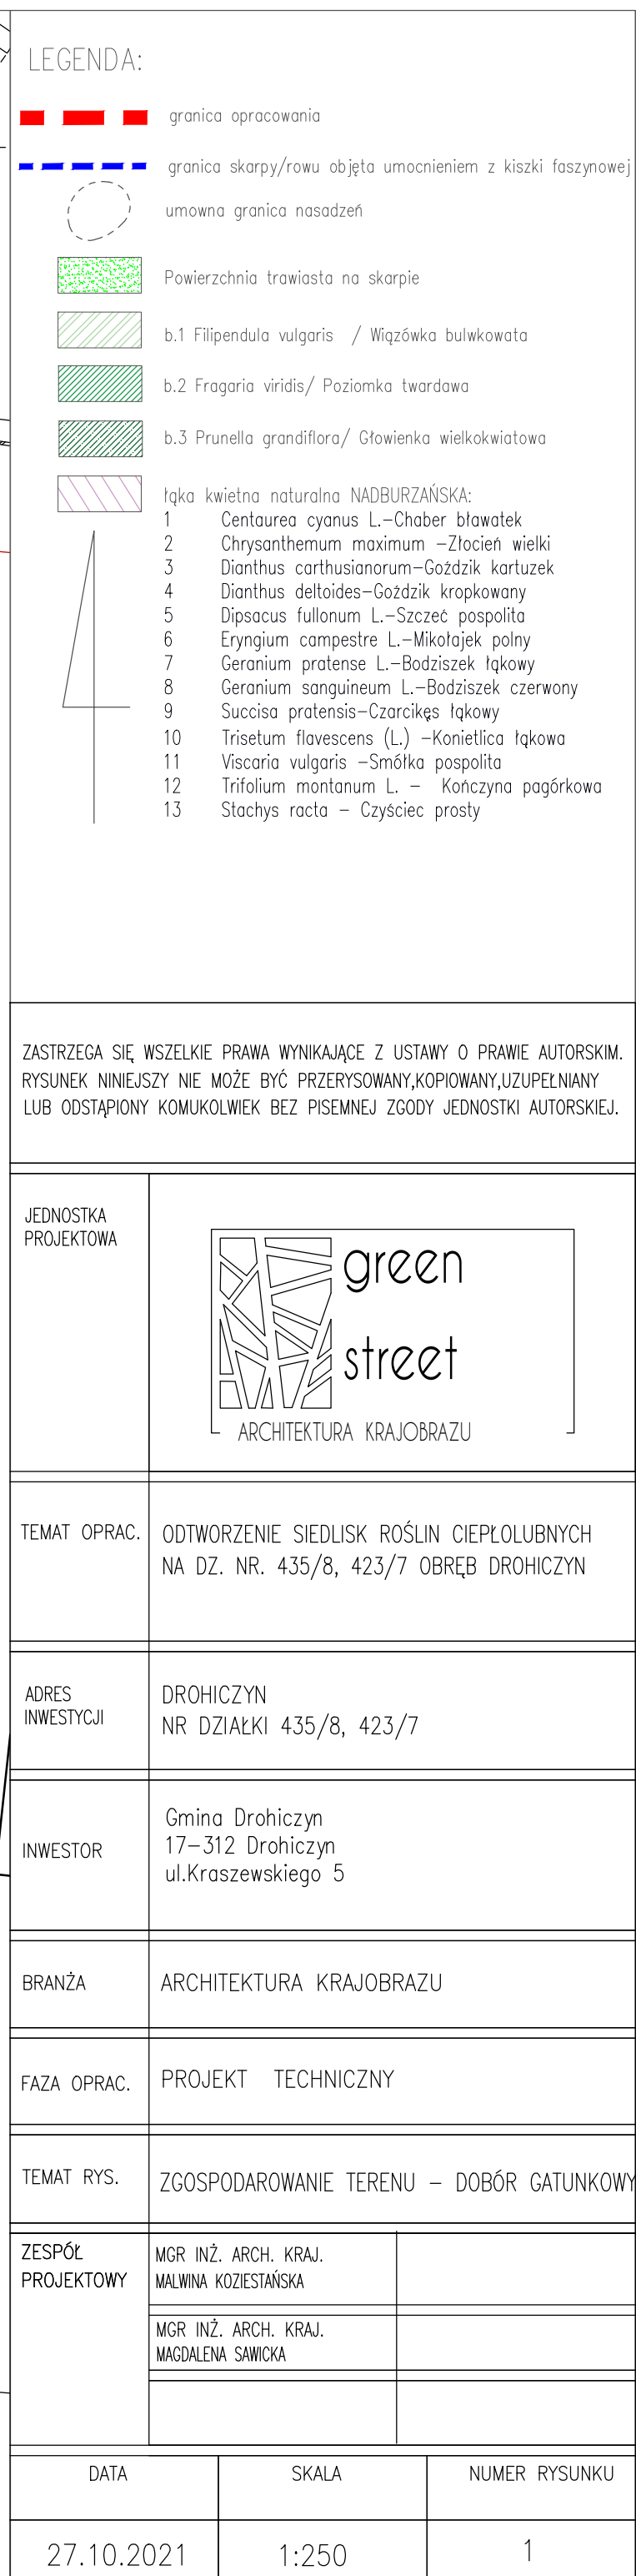 LEGENDA:
granica opracowania
granica skarpy/rowu objęta umocnieniem z kiszki faszynowej
umowna granica nasadzeń
Powierzchnia trawiasta na skarpie
b.1 Filipendula vulgaris / Wiązówka bulwkowata
b.2 Fragaria viridis/ Poziomka twardawa
b.3 Prunella grandiflora/ Głowienka wielkokwiatowa
łąka kwietna naturalna NADBURZAŃSKA:
1 Centaurea cyanus L.-Chaber bławatek
2 Chrysanthemum maximum -Złocień wielki
3 Dianthus carthusianorum-Goździk kartuzek
4 Dianthus deltoides-Goździk kropkowany
5 Dipsacus fullonum L.-Szczeć pospolita
6 Eryngium campestre L.-Mikołajek polny
7 Geranium pratense L.-Bodziszek łąkowy
8 Geranium sanguineum L.-Bodziszek czerwony
9 Succisa pratensis-Czarcikęs łąkowy
10 Trisetum flavescens (L.) -Konietlica łąkowa
11 Viscaria vulgaris -Smółka pospolita
12 Trifolium montanum L. - Kończyna pagórkowa
13 Stachys racta - Czyściec prosty
ZASTRZEGA SIĘ WSZELKIE PRAWA WYNIKAJĄCE Z USTAWY O PRAWIE AUTORSKIM.
RYSUNEK NINIEJSZY NIE MOŻE BYĆ PRZERYSOWANY,KOPIOWANY,UZUPEŁNIANY
LUB ODSTĄPIONY KOMUKOLWIEK BEZ PISEMNEJ ZGODY JEDNOSTKI AUTORSKIEJ.
JEDNOSTKA
PROJEKTOWA
green
street
ARCHITEKTURA KRAJOBRAZU
TEMAT OPRAC.
ODTWORZENIE SIEDLISK ROŚLIN CIEPŁOLUBNYCH
NA DZ. NR. 435/8, 423/7 OBRĘB DROHICZYN
ADRES
INWESTYCJI
DROHICZYN
NR DZIAŁKI 435/8, 423/7
INWESTOR
Gmina Drohiczyn
17-312 Drohiczyn
ul.Kraszewskiego 5
BRANŻA
ARCHITEKTURA KRAJOBRAZU
FAZA OPRAC.
PROJEKT TECHNICZNY
TEMAT RYS.
ZGOSPODAROWANIE TERENU - DOBÓR GATUNKOWY
ZESPÓŁ
PROJEKTOWY
MGR INŻ. ARCH. KRAJ.
MALWINA KOZIESTAŃSKA
MGR INŻ. ARCH. KRAJ.
MAGDALENA SAWICKA
DATA SKALA NUMER RYSUNKU
27.10.2021 1:250 1